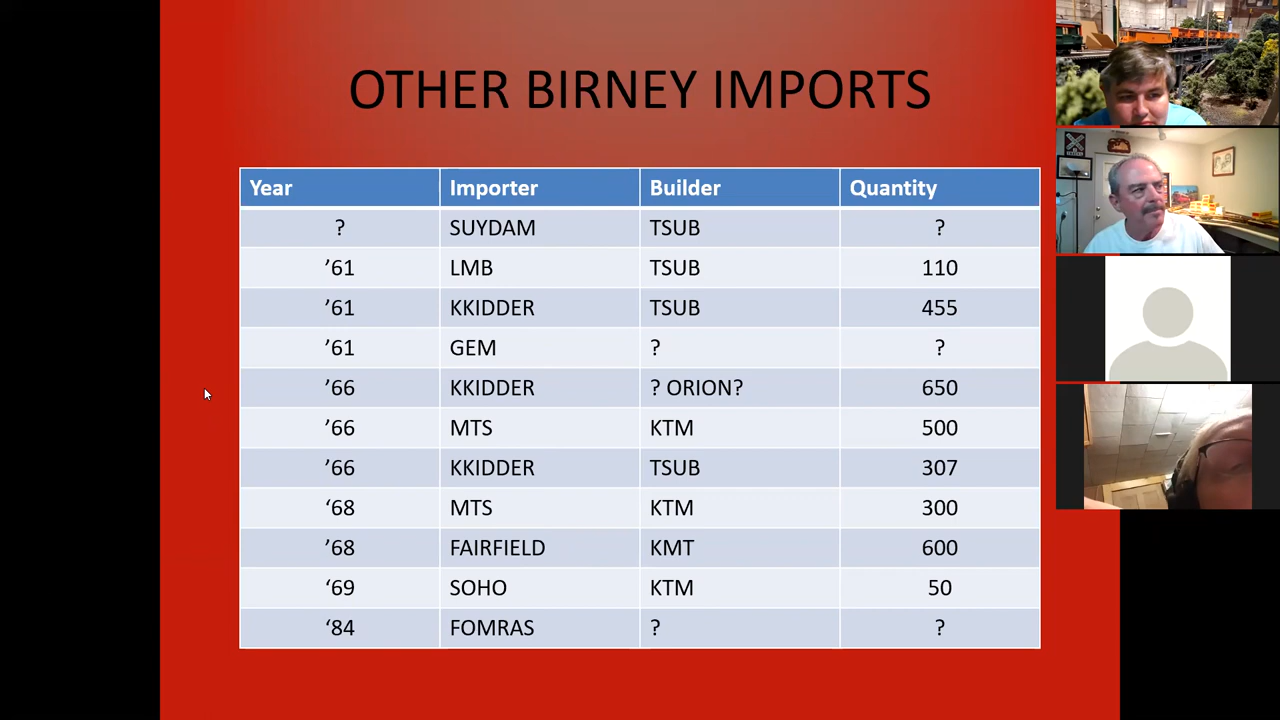 OTHER BIRNEY IMPORTS
Year Importer Builder Quantity
? SUYDAM TSUB ?
’61 LMB TSUB 110
’61 KKIDDER TSUB 455
’61 GEM ? ?
’66 KKIDDER ? ORION? 650
’66 MTS KTM 500
’66 KKIDDER TSUB 307
‘68 MTS KTM 300
’68 FAIRFIELD KMT 600
‘69 SOHO KTM 50
‘84 FOMRAS ? ?